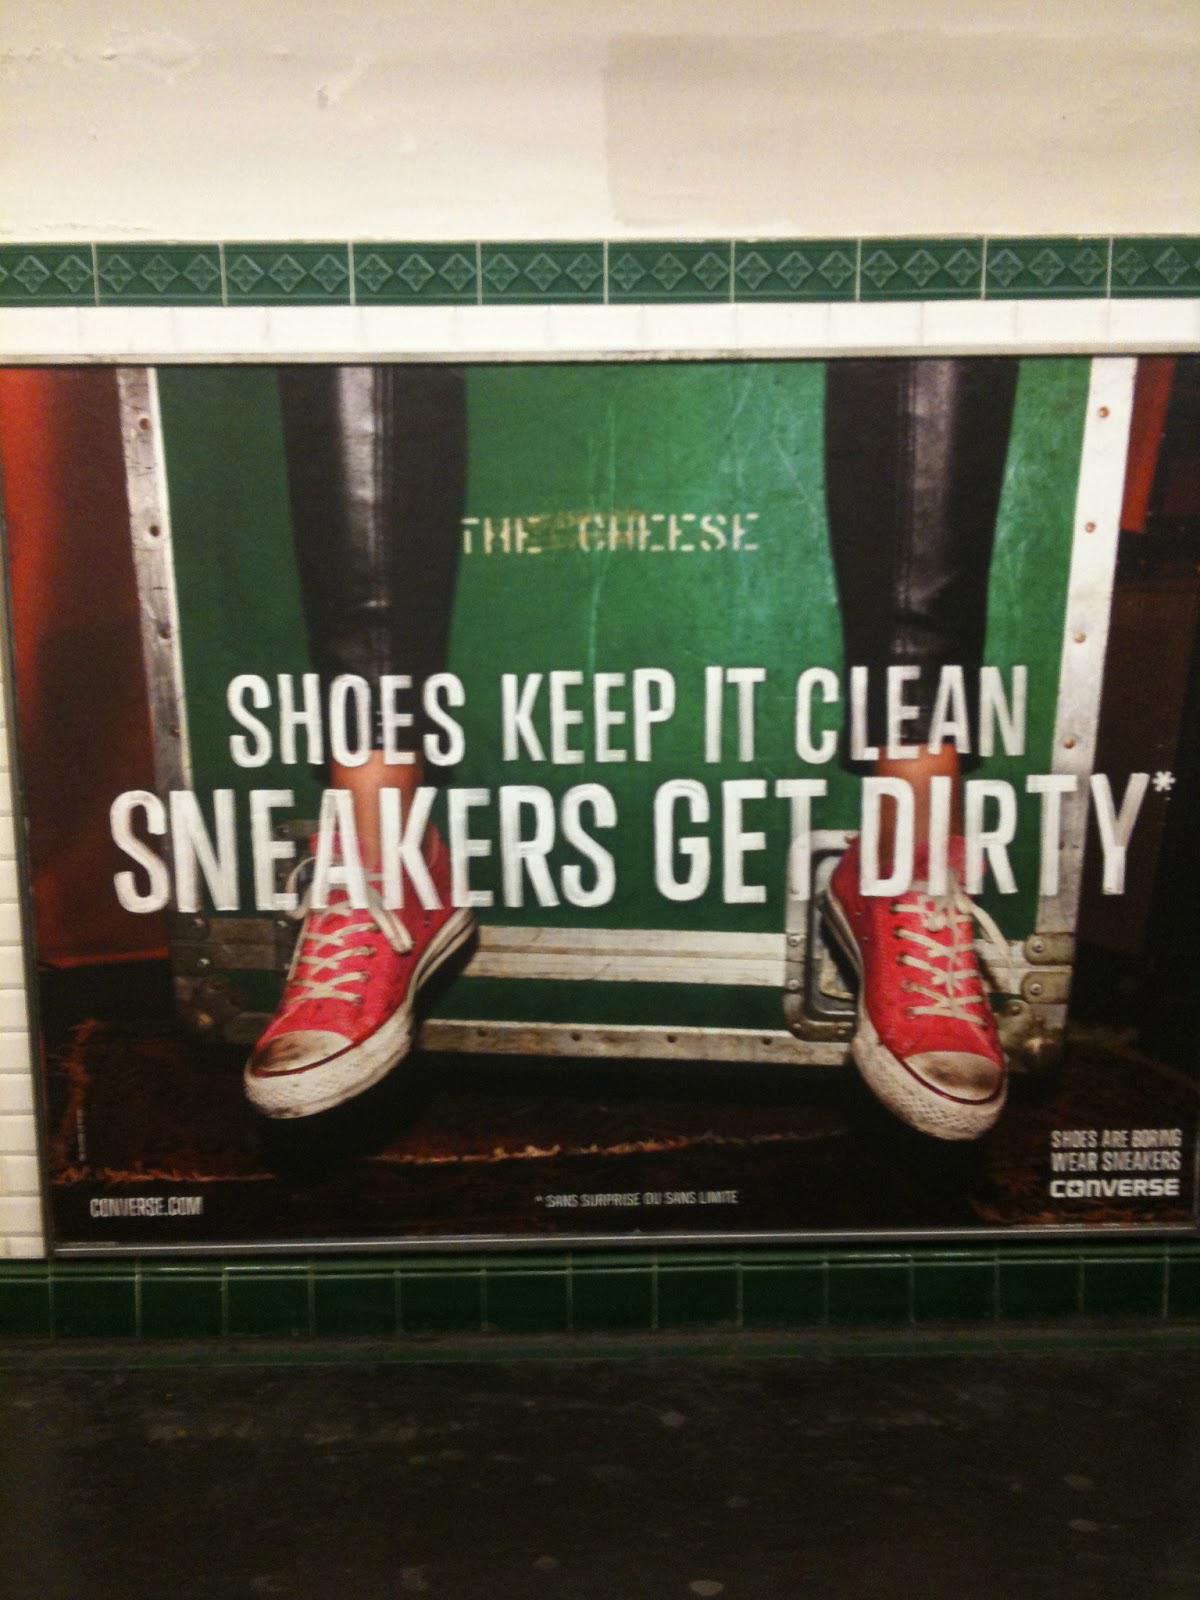 THE CHEESE
SHOES KEEP IT CLEAN
SNEAKERS GET DIRTY*
SHOES ARE BORING
WEAR SNEAKERS
CONVERSE
CONVERSE.COM
* SANS SURPRISE OU SANS LIMITE